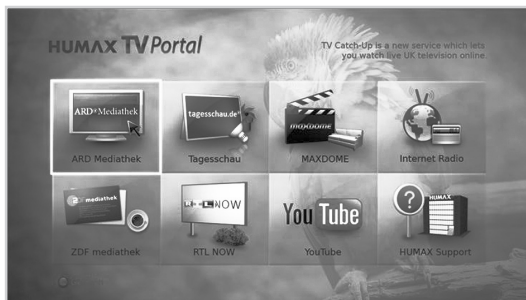 HUMAX TV Portal
TV Catch-Up is a new service which lets
you watch live UK television online
ARD Mediathek
tagesschau.de
MAXDOME
ARD Mediathek
Tagesschau
MAXDOME
Internet Radio
2 mediathek
RTL NOW
You Tube
?
HUMAX
ZDF mediathek
RTL NOW
YouTube
HUMAX Support